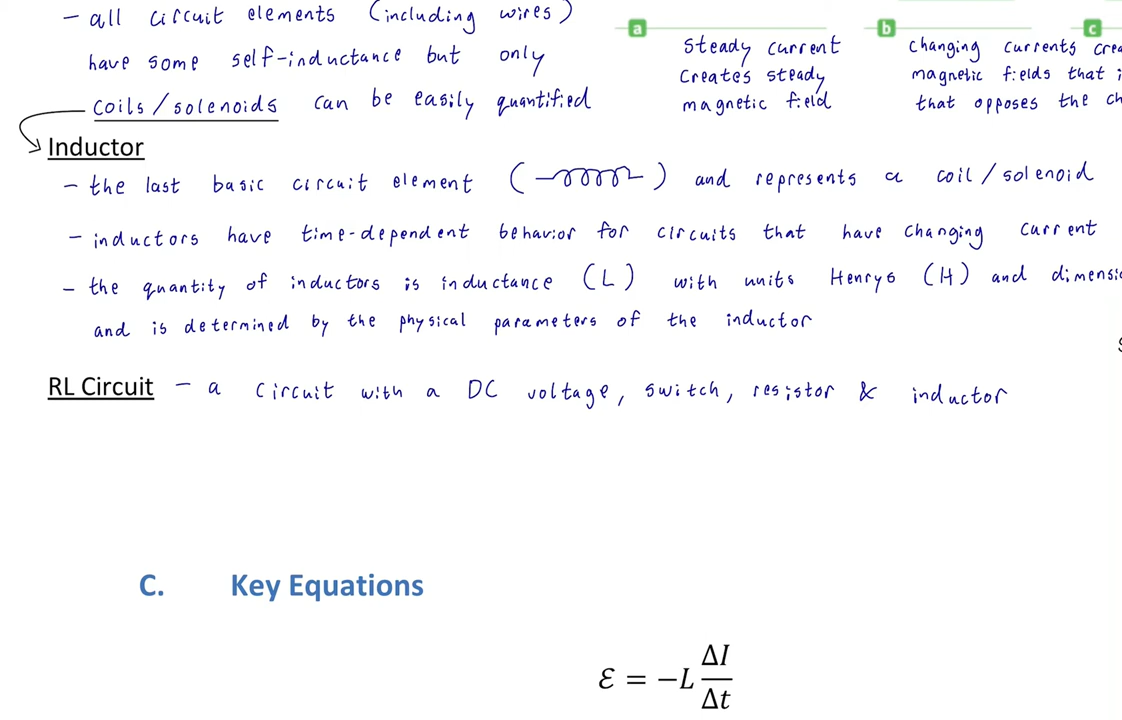 - all circuit elements (including wires)
have some self-inductance but only
coils/solenoids can be easily quantified
a
steady current
creates steady
magnetic field
b
changing currents
magnetic fields that
that opposes the
c
Inductor
- the last basic circuit element ( ) and represents a coil/solenoid
- inductors have time-dependent behavior for circuits that have changing current
- the quantity of inductors is inductance (L) with units Henrys (H) and
and is determined by the physical parameters of the inductor
RL Circuit - a circuit with a DC voltage, switch, resistor & inductor
C. Key Equations
ℰ = −L ΔI/Δt